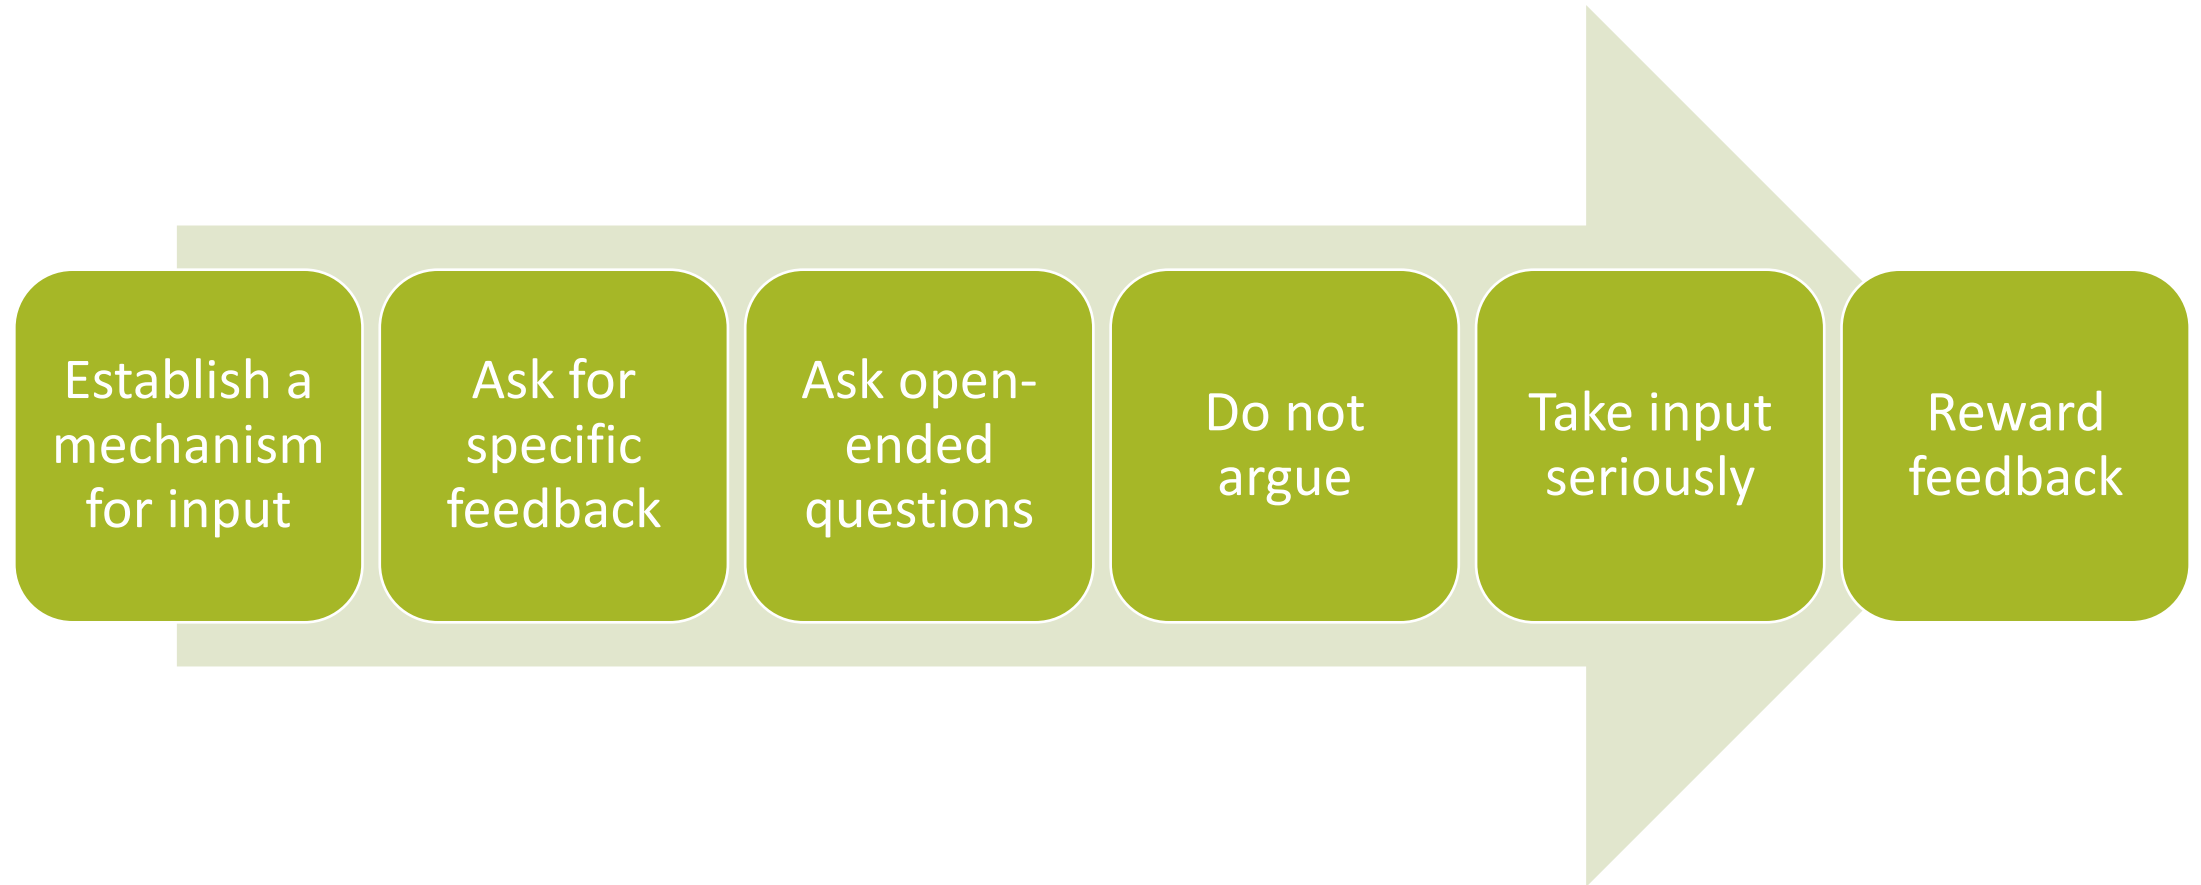 Establish a
mechanism
for input
Ask for
specific
feedback
Ask open-
ended
questions
Do not
argue
Take input
seriously
Reward
feedback